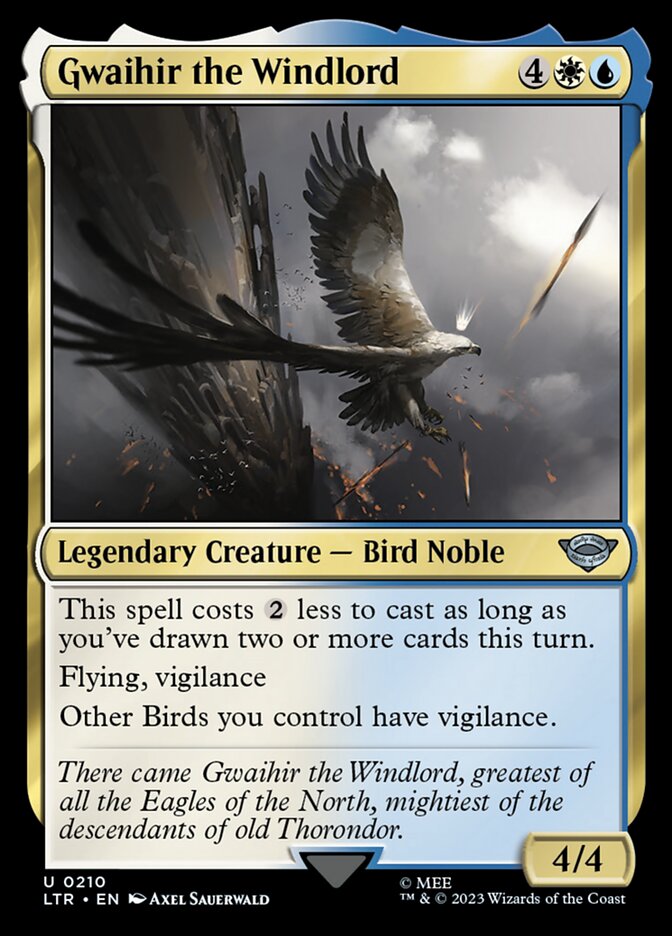 Gwaihir the Windlord 4
Legendary Creature — Bird Noble
This spell costs 2 less to cast as long as
you've drawn two or more cards this turn.
Flying, vigilance
Other Birds you control have vigilance.
There came Gwaihir the Windlord, greatest of
all the Eagles of the North, mightiest of the
descendants of old Thorondor.
4/4
U 0210
LTR • EN Axel Sauerwald
© MEE
™ & © 2023 Wizards of the Coast